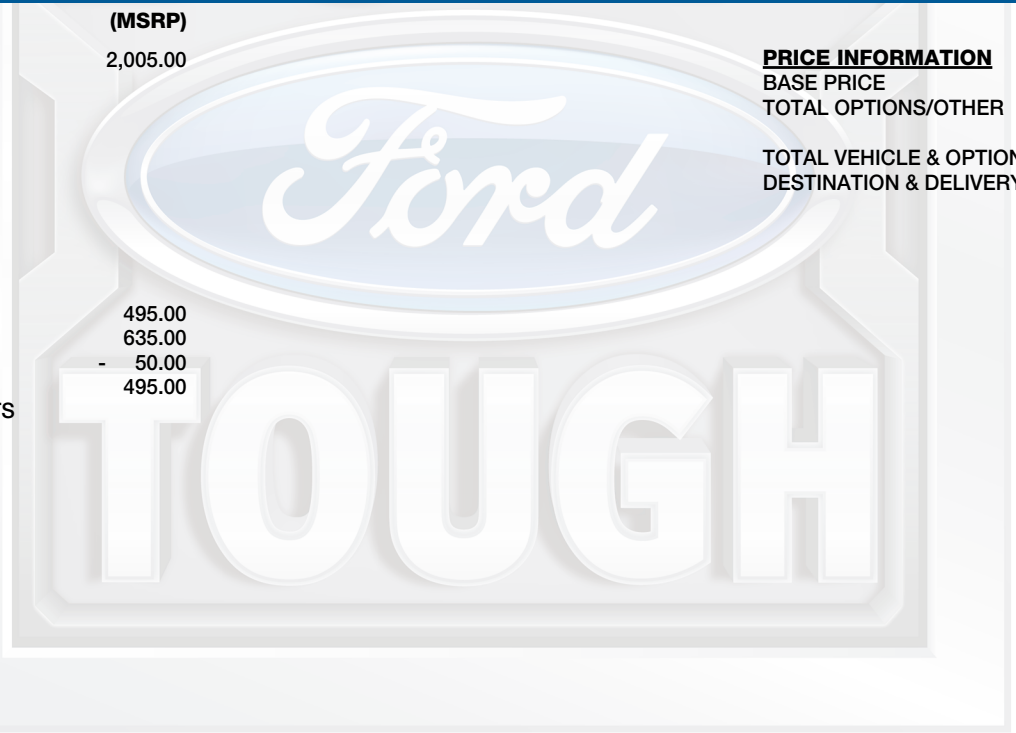 (MSRP)
2,005.00
PRICE INFORMATION
BASE PRICE
TOTAL OPTIONS/OTHER
TOTAL VEHICLE & OPTION
DESTINATION & DELIVERY
Ford
495.00
635.00
- 50.00
495.00
TS
TOUGH